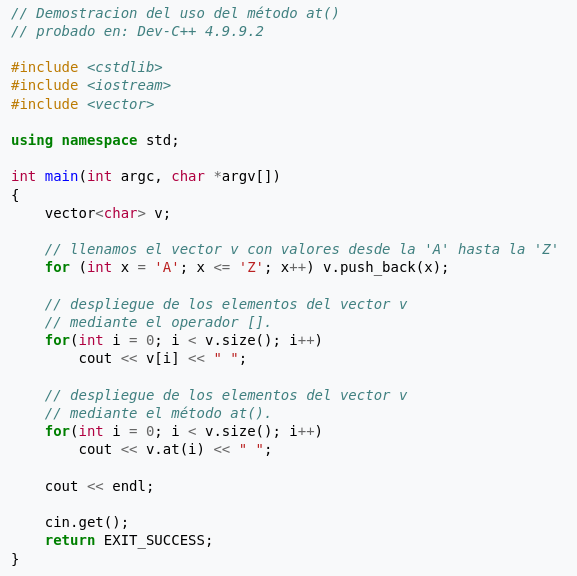 // Demostracion del uso del método at()
// probado en: Dev-C++ 4.9.9.2

#include <cstdlib>
#include <iostream>
#include <vector>

using namespace std;

int main(int argc, char *argv[])
{
    vector<char> v;

    // llenamos el vector v con valores desde la 'A' hasta la 'Z'
    for (int x = 'A'; x <= 'Z'; x++) v.push_back(x);

    // despliegue de los elementos del vector v
    // mediante el operador [].
    for(int i = 0; i < v.size(); i++)
        cout << v[i] << " ";

    // despliegue de los elementos del vector v
    // mediante el método at().
    for(int i = 0; i < v.size(); i++)
        cout << v.at(i) << " ";

    cout << endl;

    cin.get();
    return EXIT_SUCCESS;
}